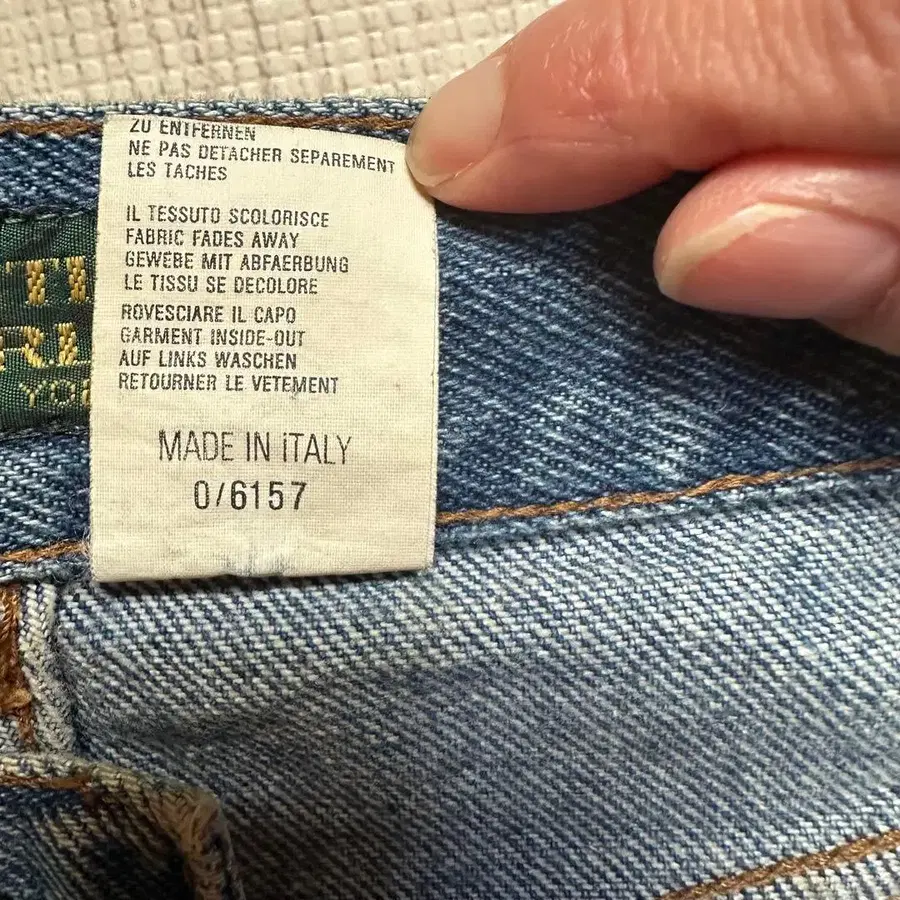 ZU ENTFERNEN
NE PAS DETACHER SEPAREMENT
LES TACHES
IL TESSUTO SCOLORISCE
FABRIC FADES AWAY
GEWEBE MIT ABFAERBUNG
LE TISSU SE DECOLORE
ROVESCIARE IL CAPO
GARMENT INSIDE-OUT
AUF LINKS WASCHEN
RETOURNER LE VETEMENT
MADE IN iTALY
0/6157